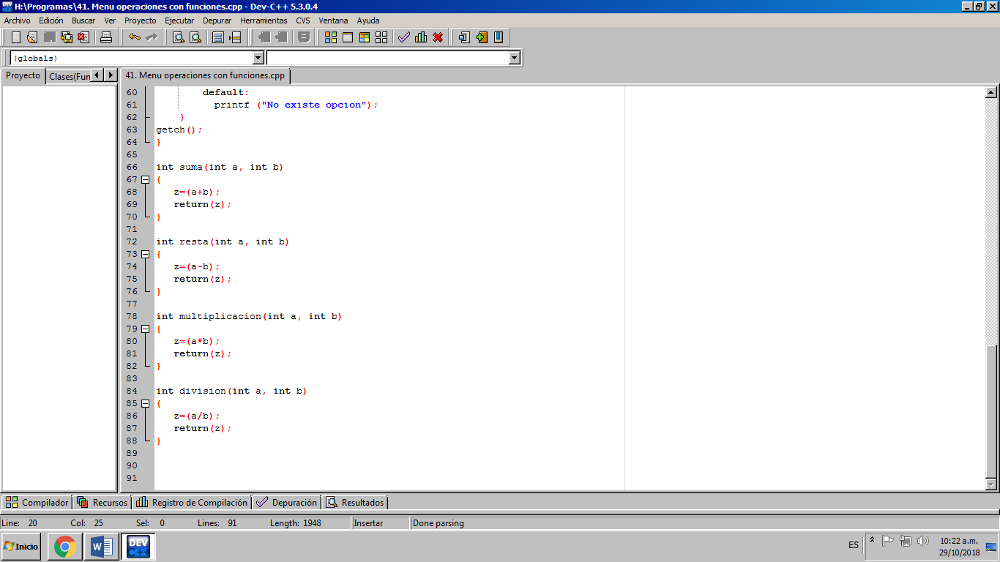 H:\Programas\41. Menu operaciones con funciones.cpp - Dev-C++ 5.3.0.4
Archivo Edición Buscar Ver Proyecto Ejecutar Depurar Herramientas CVS Ventana Ayuda
(globals)
Proyecto Clases(Fun 41. Menu operaciones con funciones.cpp
60 default:
61 printf ("No existe opcion");
62 }
63 getch();
64 }
65
66 int suma(int a, int b)
67 {
68 z=(a+b);
69 return(z);
70 }
71
72 int resta(int a, int b)
73 {
74 z=(a-b);
75 return(z);
76 }
77
78 int multiplicacion(int a, int b)
79 {
80 z=(a*b);
81 return(z);
82 }
83
84 int division(int a, int b)
85 {
86 z=(a/b);
87 return(z);
88 }
89
90
91
Compilador Recursos Registro de Compilación Depuración Resultados
Line: 20 Col: 25 Sel: 0 Lines: 91 Length: 1948 Insertar Done parsing
Inicio DEV C++ ES 10:22 a.m.
29/10/2018